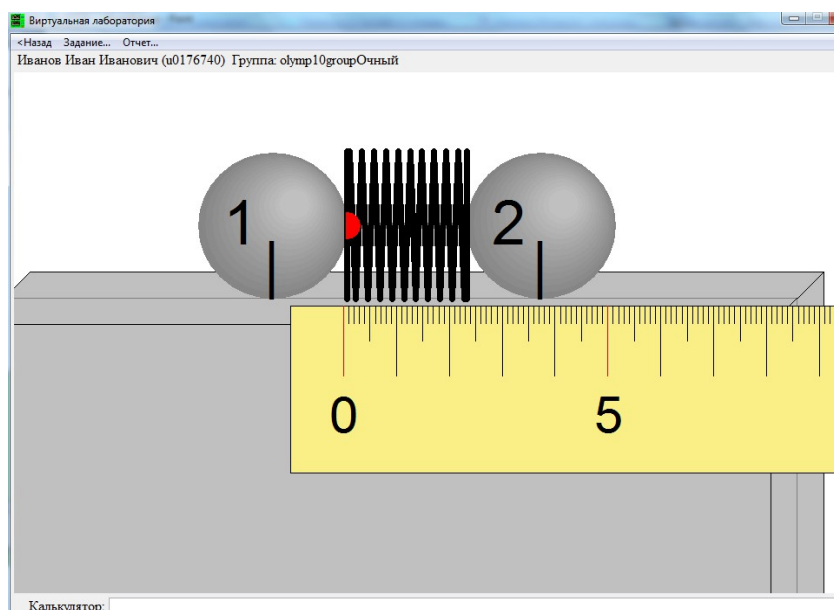 Виртуальная лаборатория
<Назад Задание... Отчет...
Иванов Иван Иванович (u0176740) Группа: olymp10groupОчный
1 2
0 5
Калькулятор: